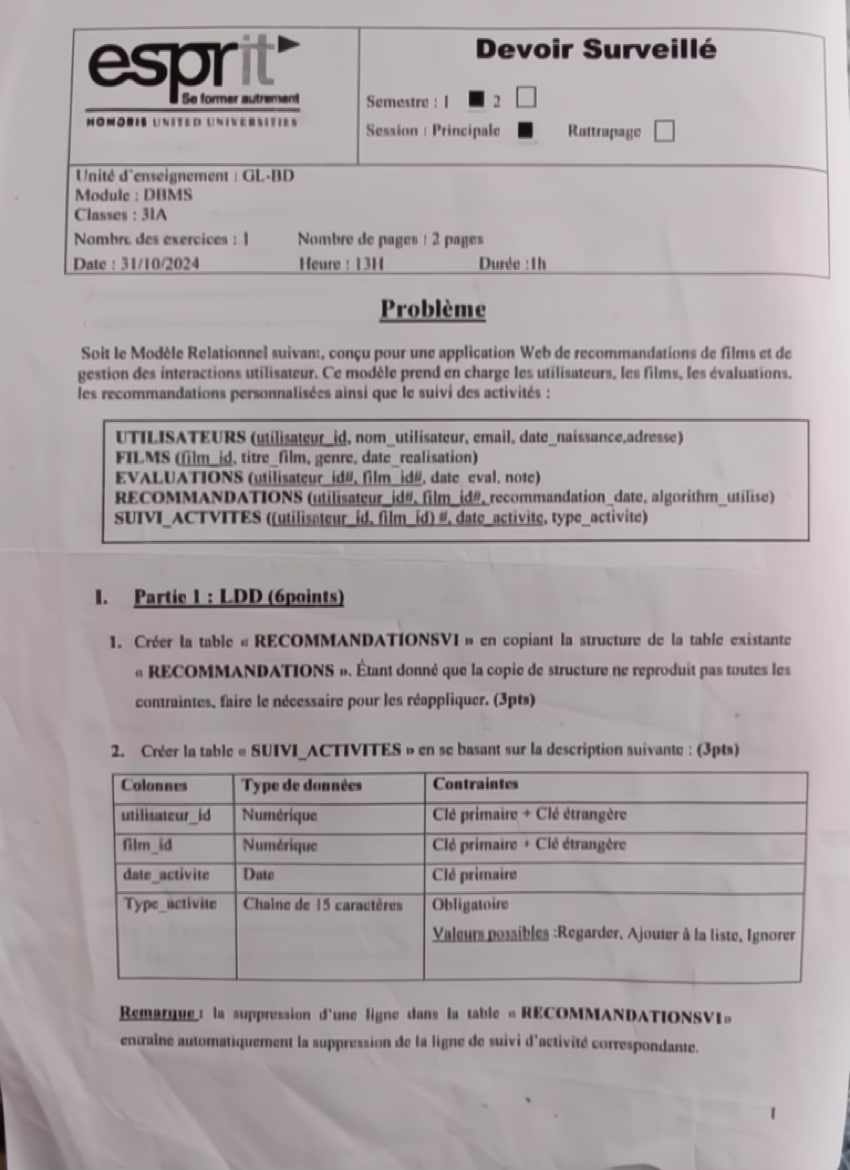 esprit
Se former autrement
HONORIS UNITED UNIVERSITIES
Devoir Surveillé
Semestre : 1 ■ 2 □
Session : Principale ■ Rattrapage □
Unité d'enseignement : GL-BD
Module : DBMS
Classes : 3IA
Nombre des exercices : 1 Nombre de pages : 2 pages
Date : 31/10/2024 Heure : 13H Durée :1h
Problème
Soit le Modèle Relationnel suivant, conçu pour une application Web de recommandations de films et de
gestion des interactions utilisateur. Ce modèle prend en charge les utilisateurs, les films, les évaluations,
les recommandations personnalisées ainsi que le suivi des activités :
UTILISATEURS (utilisateur_id, nom_utilisateur, email, date_naissance,adresse)
FILMS (film_id, titre_film, genre, date_realisation)
EVALUATIONS (utilisateur_id#, film_id#, date_eval, note)
RECOMMANDATIONS (utilisateur_id#, film_id#, recommandation_date, algorithm_utilise)
SUIVI_ACTVITES ((utilisateur_id, film_id) #, date_activite, type_activite)
I. Partie 1 : LDD (6points)
1. Créer la table « RECOMMANDATIONSV1 » en copiant la structure de la table existante
« RECOMMANDATIONS ». Étant donné que la copie de structure ne reproduit pas toutes les
contraintes, faire le nécessaire pour les réappliquer. (3pts)
2. Créer la table « SUIVI_ACTIVITES » en se basant sur la description suivante : (3pts)
Colonnes Type de données Contraintes
utilisateur_id Numérique Clé primaire + Clé étrangère
film_id Numérique Clé primaire + Clé étrangère
date_activite Date Clé primaire
Type_activite Chaîne de 15 caractères Obligatoire
Valeurs possibles :Regarder, Ajouter à la liste, Ignorer
Remarque : la suppression d'une ligne dans la table « RECOMMANDATIONSV1»
entraîne automatiquement la suppression de la ligne de suivi d'activité correspondante.
1